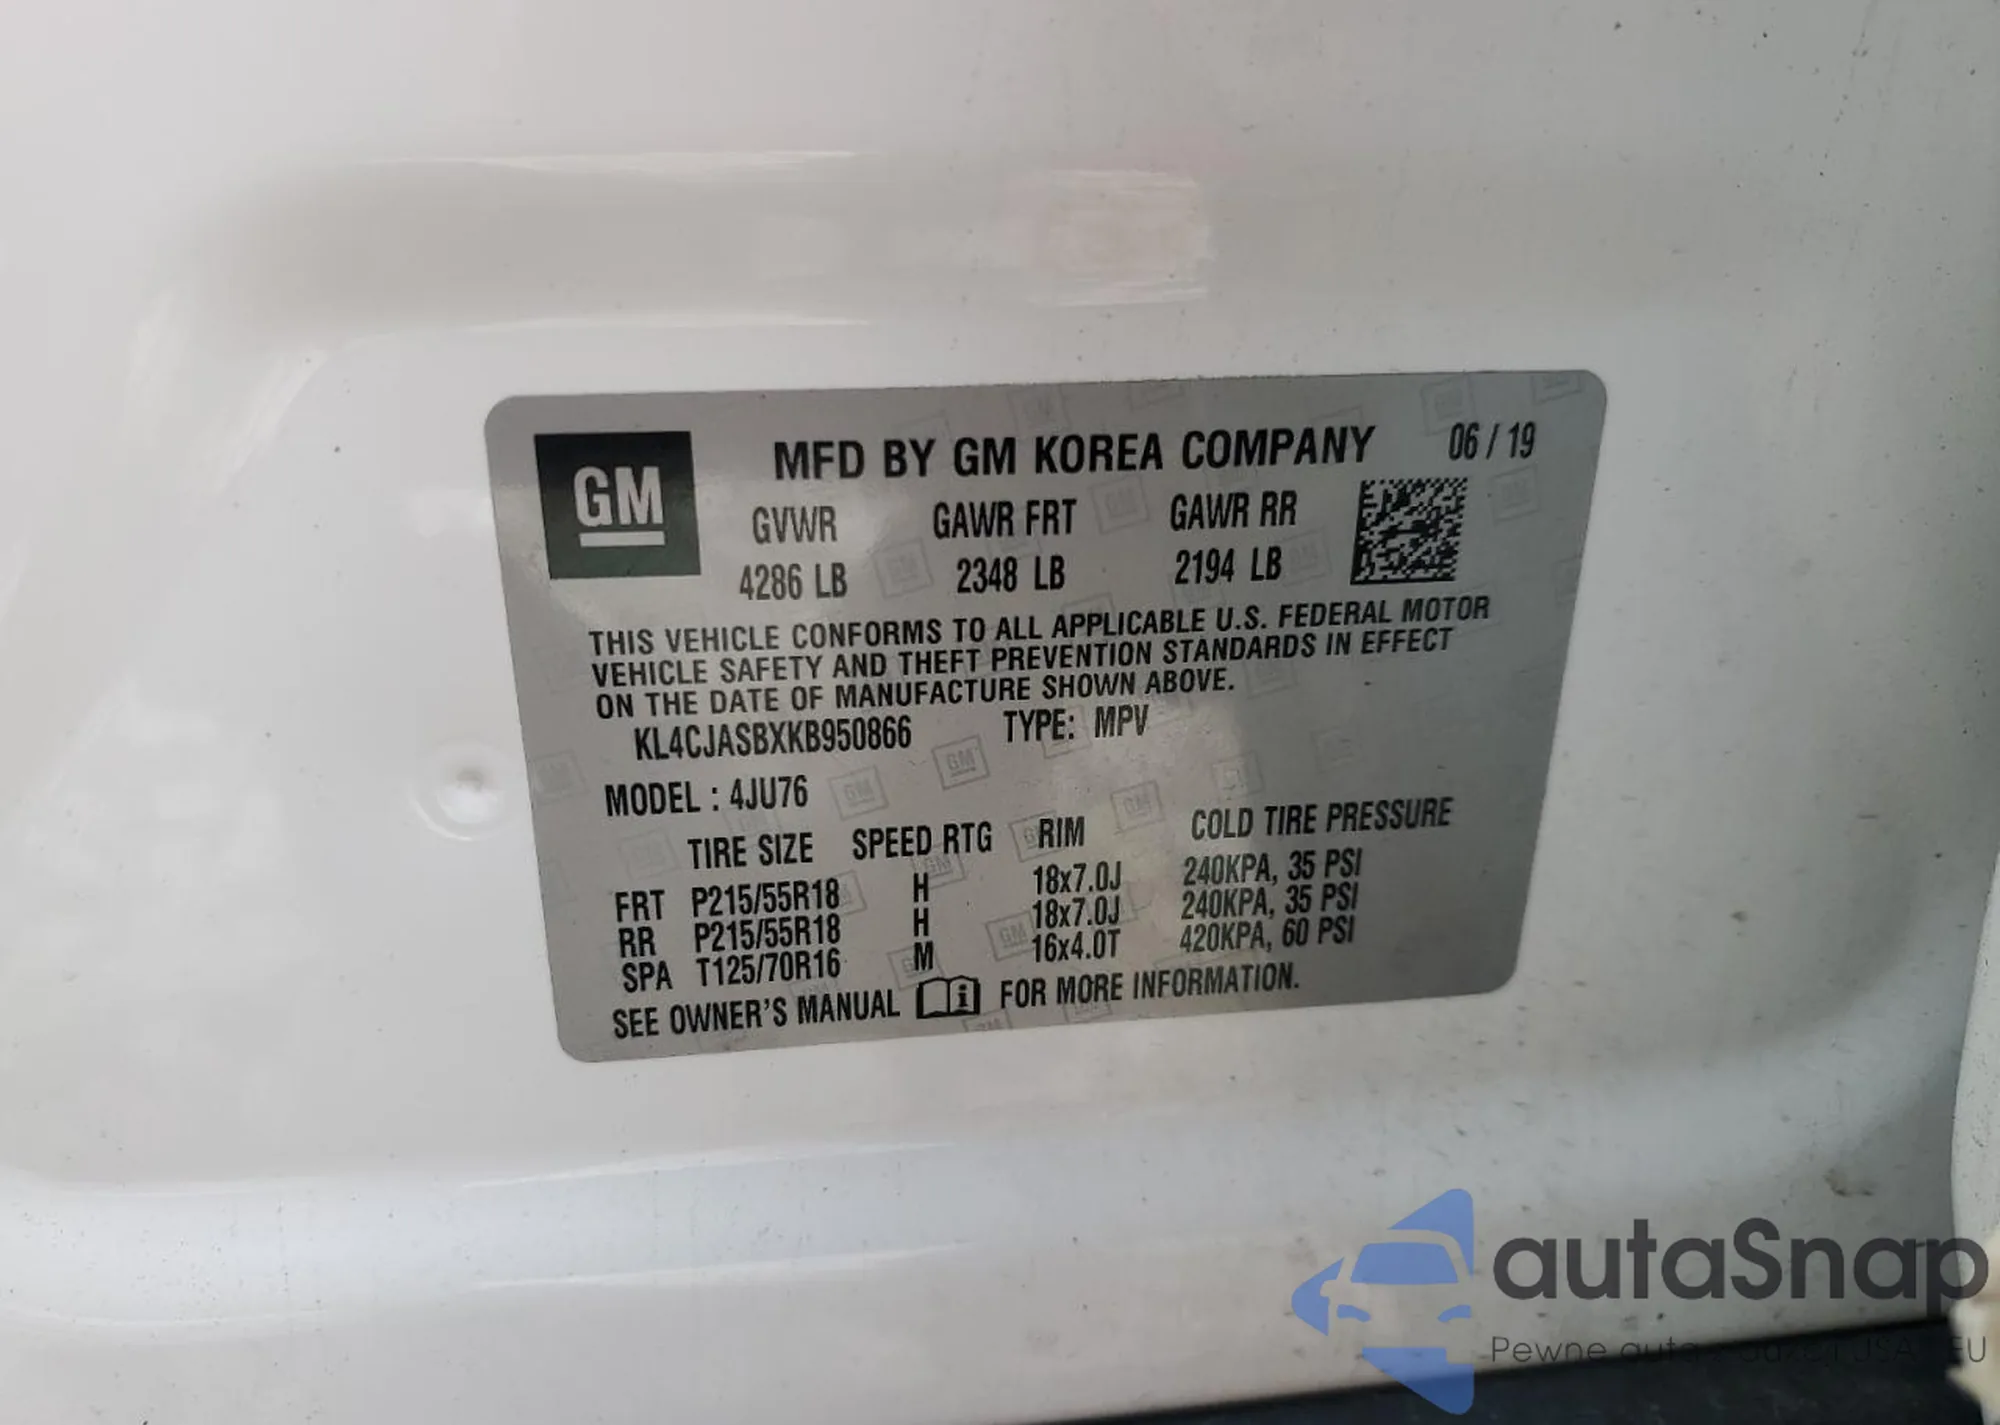 GM
MFD BY GM KOREA COMPANY 06 / 19
GVWR GAWR FRT GAWR RR
4286 LB 2348 LB 2194 LB
THIS VEHICLE CONFORMS TO ALL APPLICABLE U.S. FEDERAL MOTOR
VEHICLE SAFETY AND THEFT PREVENTION STANDARDS IN EFFECT
ON THE DATE OF MANUFACTURE SHOWN ABOVE.
KL4CJASBXKB950866 TYPE: MPV
MODEL : 4JU76
TIRE SIZE SPEED RTG RIM COLD TIRE PRESSURE
FRT P215/55R18 H 18x7.0J 240KPA, 35 PSI
RR P215/55R18 H 18x7.0J 240KPA, 35 PSI
SPA T125/70R16 M 16x4.0T 420KPA, 60 PSI
SEE OWNER'S MANUAL FOR MORE INFORMATION.
autaSnap
Pewne auta z